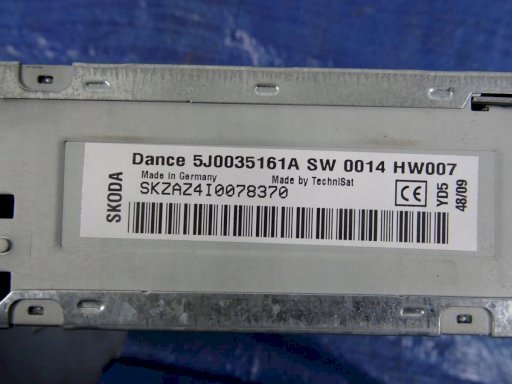 Dance 5J0035161A SW 0014 HW007
Made in Germany Made by TechniSat
SKZAZ4I0078370
SKODA
CE
YD5
48/09